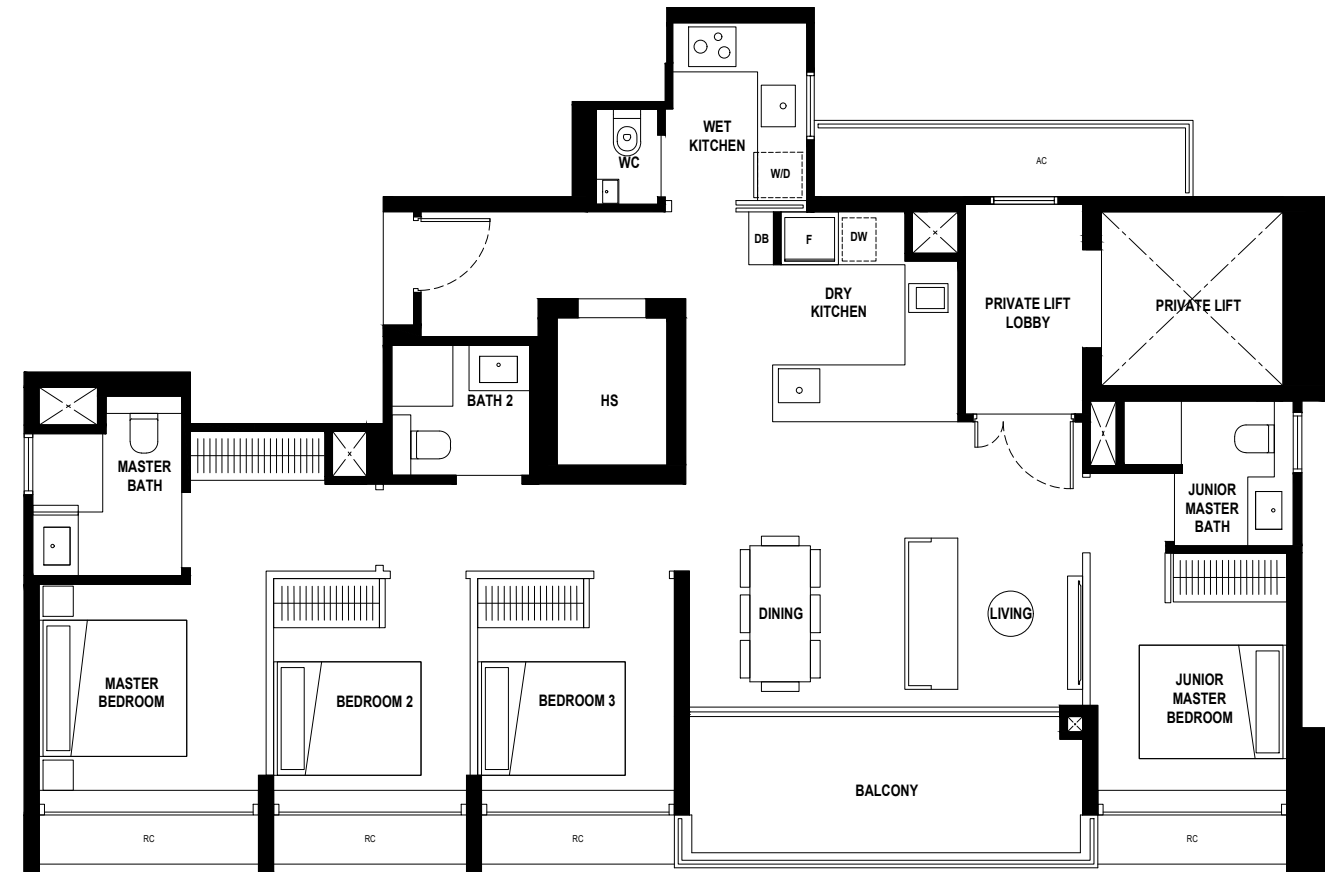 WET
KITCHEN
WC
W/D
AC
DB
F
DW
DRY
KITCHEN
PRIVATE LIFT
LOBBY
PRIVATE LIFT
BATH 2
HS
MASTER
BATH
JUNIOR
MASTER
BATH
DINING
LIVING
MASTER
BEDROOM
BEDROOM 2
BEDROOM 3
JUNIOR
MASTER
BEDROOM
BALCONY
RC
RC
RC
RC